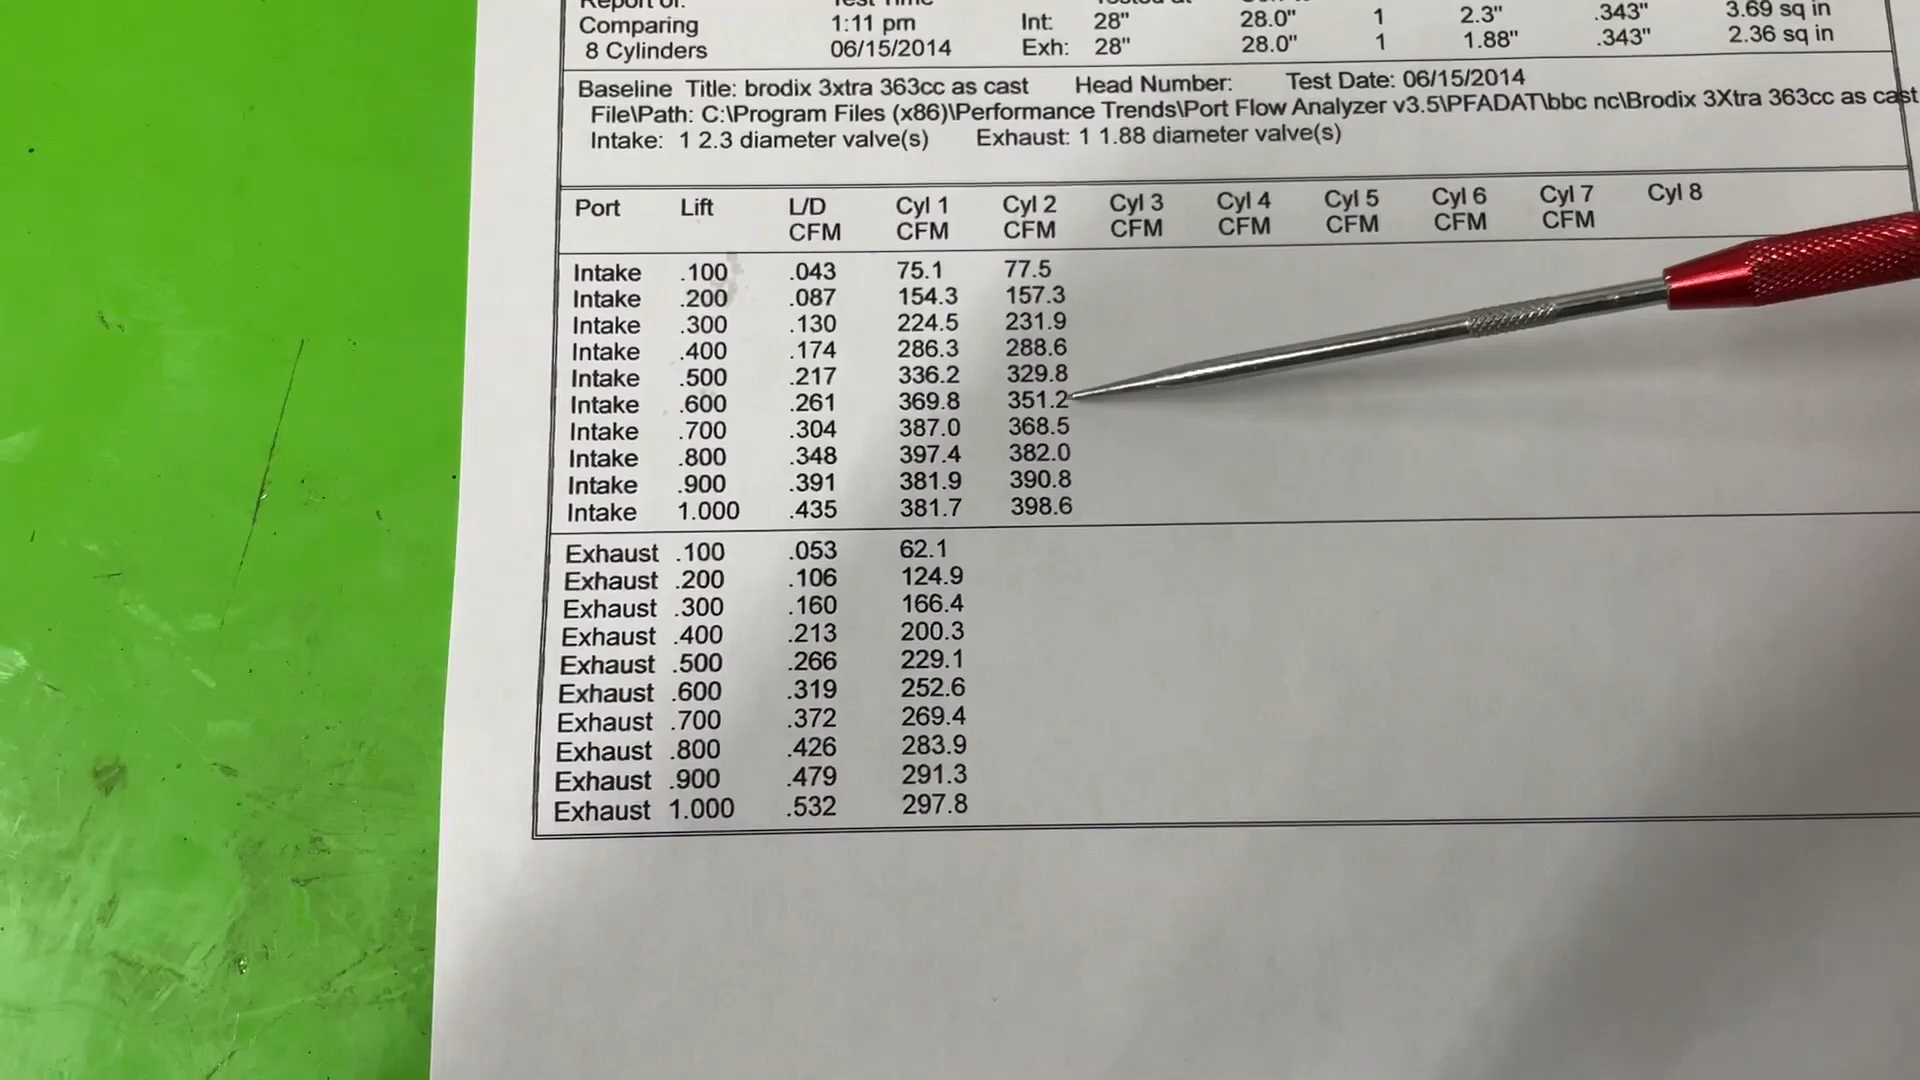 Comparing 1:11 pm Int: 28" 28.0" 1 2.3" .343" 3.69 sq in
8 Cylinders 06/15/2014 Exh: 28" 28.0" 1 1.88" .343" 2.36 sq in
Baseline Title: brodix 3xtra 363cc as cast Head Number: Test Date: 06/15/2014
File\Path: C:\Program Files (x86)\Performance Trends\Port Flow Analyzer v3.5\PFADAT\bbc nc\Brodix 3Xtra 363cc as cast
Intake: 1 2.3 diameter valve(s) Exhaust: 1 1.88 diameter valve(s)
Port Lift L/D Cyl 1 Cyl 2 Cyl 3 Cyl 4 Cyl 5 Cyl 6 Cyl 7 Cyl 8
CFM CFM CFM CFM CFM CFM CFM CFM
Intake .100 .043 75.1 77.5
Intake .200 .087 154.3 157.3
Intake .300 .130 224.5 231.9
Intake .400 .174 286.3 288.6
Intake .500 .217 336.2 329.8
Intake .600 .261 369.8 351.2
Intake .700 .304 387.0 368.5
Intake .800 .348 397.4 382.0
Intake .900 .391 381.9 390.8
Intake 1.000 .435 381.7 398.6
Exhaust .100 .053 62.1
Exhaust .200 .106 124.9
Exhaust .300 .160 166.4
Exhaust .400 .213 200.3
Exhaust .500 .266 229.1
Exhaust .600 .319 252.6
Exhaust .700 .372 269.4
Exhaust .800 .426 283.9
Exhaust .900 .479 291.3
Exhaust 1.000 .532 297.8